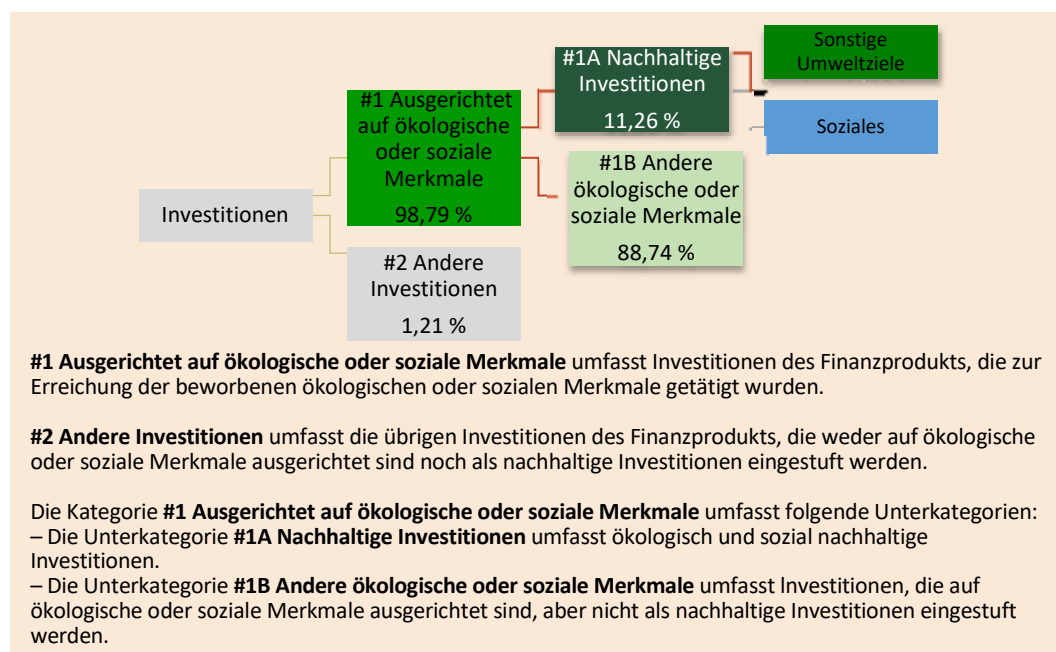 Investitionen
#1 Ausgerichtet
auf ökologische
oder soziale
Merkmale
98,79 %
#2 Andere
Investitionen
1,21 %
#1A Nachhaltige
Investitionen
11,26 %
#1B Andere
ökologische oder
soziale Merkmale
88,74 %
Sonstige
Umweltziele
Soziales
#1 Ausgerichtet auf ökologische oder soziale Merkmale umfasst Investitionen des Finanzprodukts, die zur
Erreichung der beworbenen ökologischen oder sozialen Merkmale getätigt wurden.
#2 Andere Investitionen umfasst die übrigen Investitionen des Finanzprodukts, die weder auf ökologische
oder soziale Merkmale ausgerichtet sind noch als nachhaltige Investitionen eingestuft werden.
Die Kategorie #1 Ausgerichtet auf ökologische oder soziale Merkmale umfasst folgende Unterkategorien:
– Die Unterkategorie #1A Nachhaltige Investitionen umfasst ökologisch und sozial nachhaltige
Investitionen.
– Die Unterkategorie #1B Andere ökologische oder soziale Merkmale umfasst Investitionen, die auf
ökologische oder soziale Merkmale ausgerichtet sind, aber nicht als nachhaltige Investitionen eingestuft
werden.